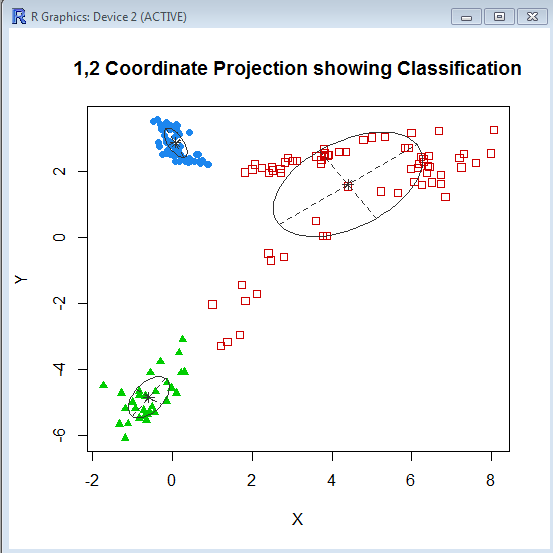 R Graphics: Device 2 (ACTIVE)
1,2 Coordinate Projection showing Classification
2
0
-2
-4
-6
Y
-2 0 2 4 6 8
X